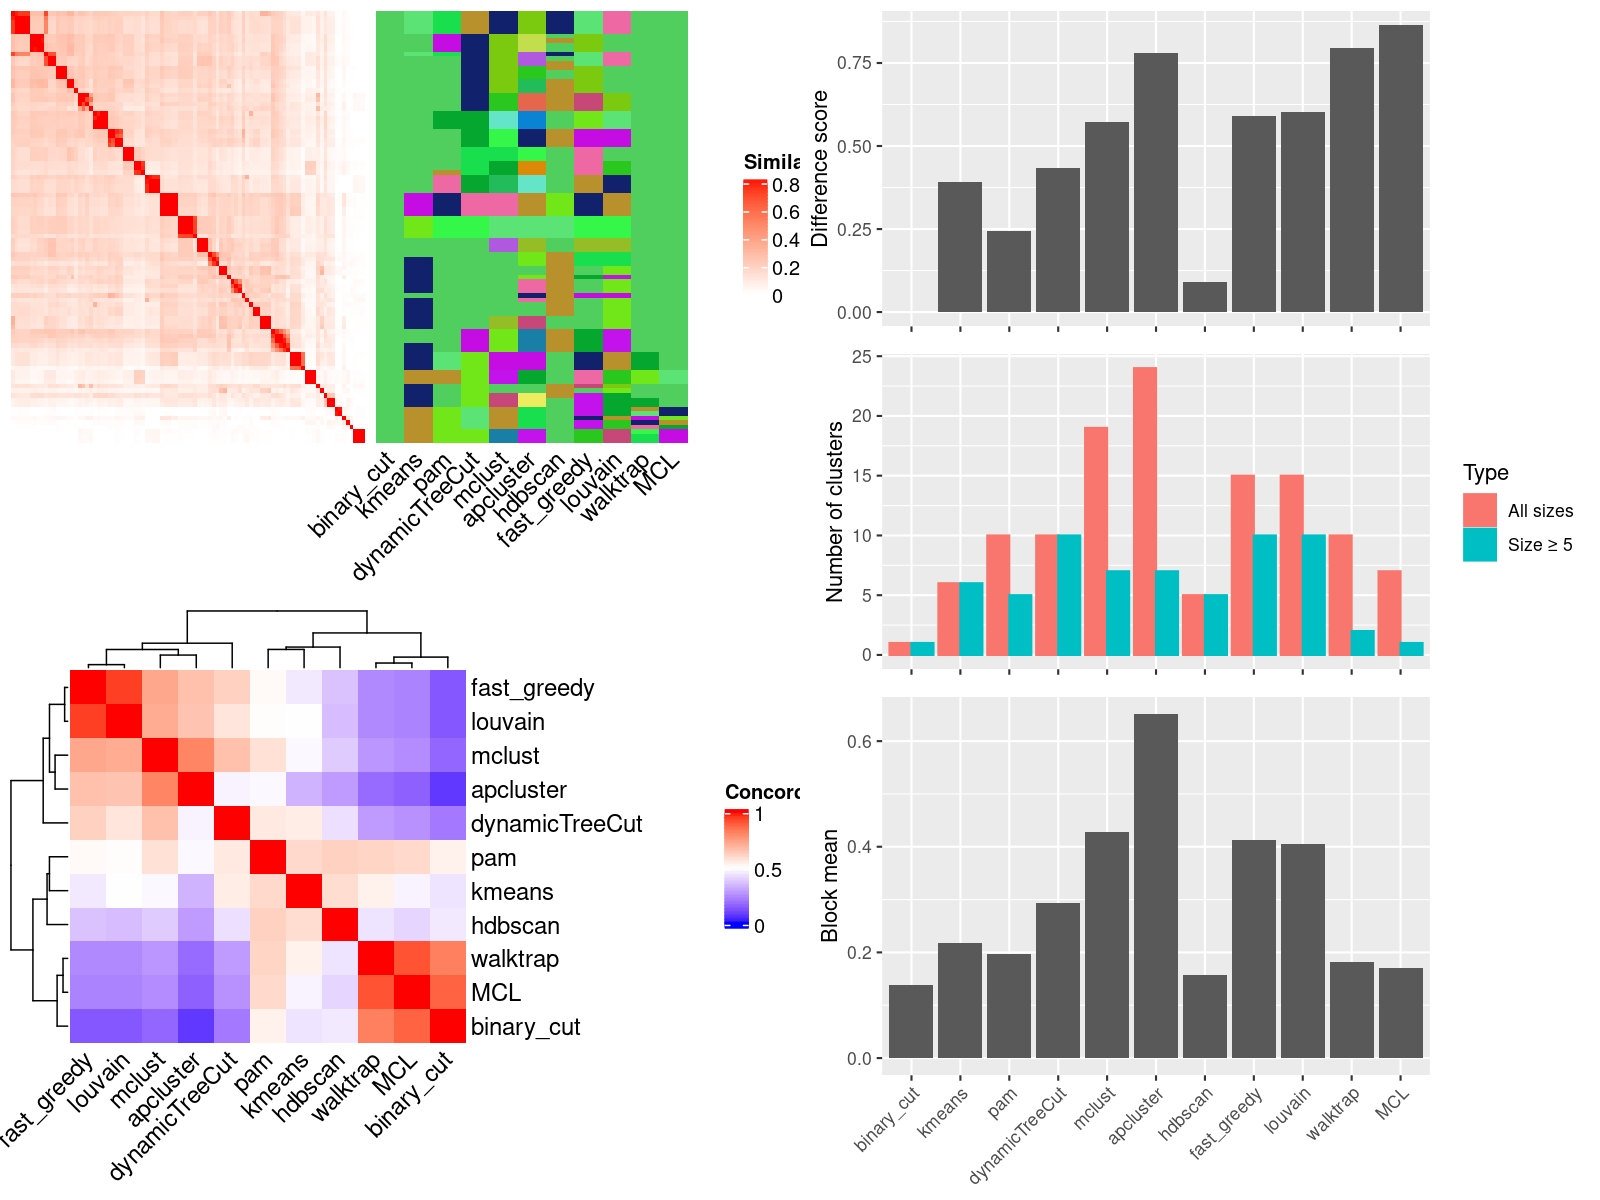 Simila
0.8
0.6
0.4
0.2
0
binary_cut
kmeans
pam
dynamicTreeCut
mclust
apcluster
hdbscan
fast_greedy
louvain
walktrap
MCL
fast_greedy
louvain
mclust
apcluster
dynamicTreeCut
pam
kmeans
hdbscan
walktrap
MCL
binary_cut
fast_greedy
louvain
mclust
apcluster
dynamicTreeCut
pam
kmeans
hdbscan
walktrap
MCL
binary_cut
Concord
1
0.5
0
Difference score
0.75
0.50
0.25
0.00
Number of clusters
25
20
15
10
5
0
Type
All sizes
Size ≥ 5
Block mean
0.6
0.4
0.2
0.0
binary_cut
kmeans
pam
dynamicTreeCut
mclust
apcluster
hdbscan
fast_greedy
louvain
walktrap
MCL